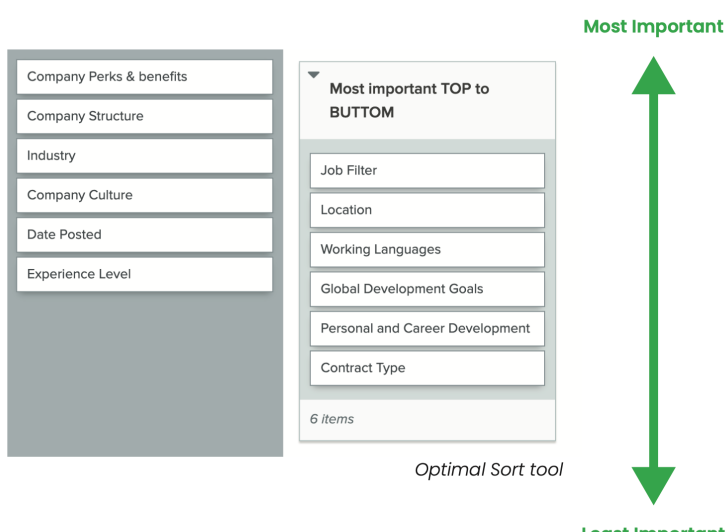 Most Important
Company Perks & benefits
Company Structure
Industry
Company Culture
Date Posted
Experience Level
Most important TOP to
BUTTOM
Job Filter
Location
Working Languages
Global Development Goals
Personal and Career Development
Contract Type
6 items
Optimal Sort tool
Least Important